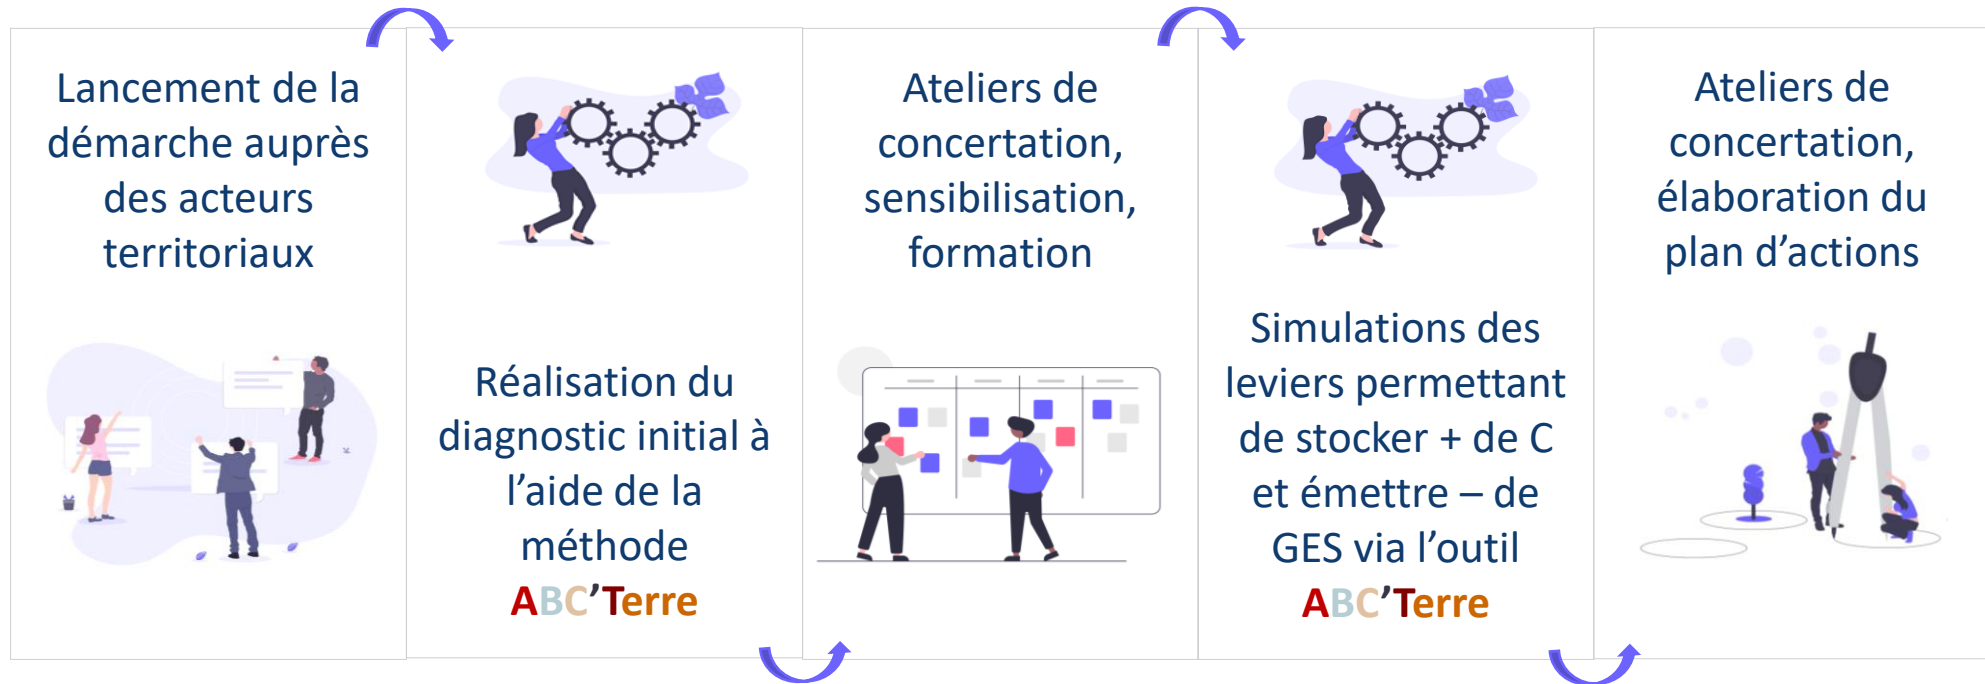 Lancement de la
démarche auprès
des acteurs
territoriaux
Réalisation du
diagnostic initial à
l’aide de la
méthode
ABC’Terre
Ateliers de
concertation,
sensibilisation,
formation
Simulations des
leviers permettant
de stocker + de C
et émettre – de
GES via l’outil
ABC’Terre
Ateliers de
concertation,
élaboration du
plan d’actions